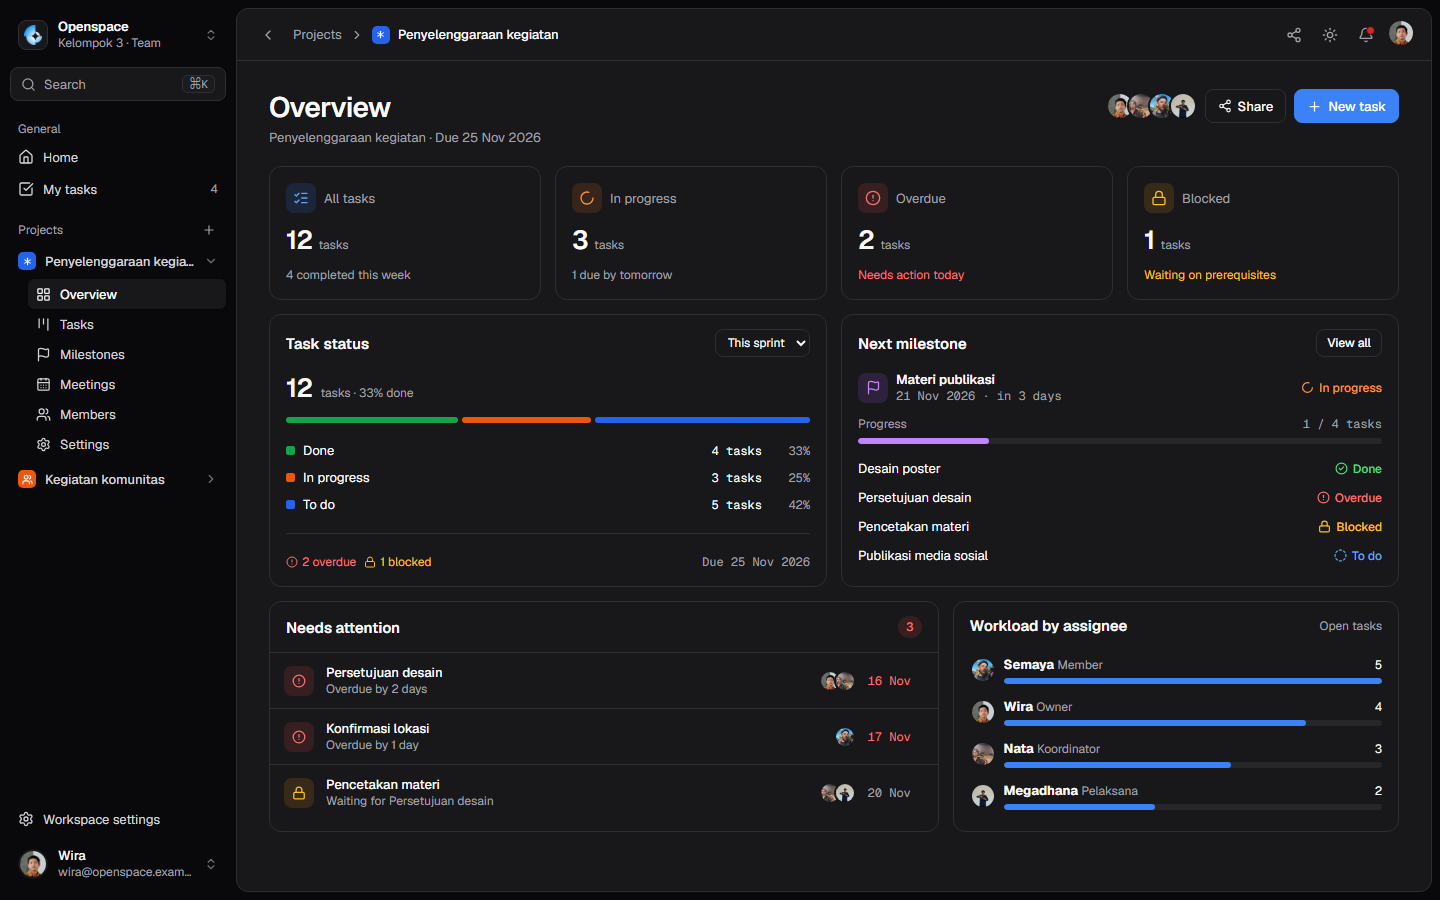 Openspace
Kelompok 3 · Team
Search
⌘K
General
Home
My tasks 4
Projects
Penyelenggaraan kegia...
Overview
Tasks
Milestones
Meetings
Members
Settings
Kegiatan komunitas
Workspace settings
Wira
wira@openspace.exam...
Projects
Penyelenggaraan kegiatan
Overview
Penyelenggaraan kegiatan · Due 25 Nov 2026
Share
New task
All tasks
12 tasks
4 completed this week
In progress
3 tasks
1 due by tomorrow
Overdue
2 tasks
Needs action today
Blocked
1 tasks
Waiting on prerequisites
Task status
This sprint
12 tasks · 33% done
Done 4 tasks 33%
In progress 3 tasks 25%
To do 5 tasks 42%
2 overdue 1 blocked Due 25 Nov 2026
Next milestone
View all
Materi publikasi
21 Nov 2026 · in 3 days
In progress
Progress 1 / 4 tasks
Desain poster Done
Persetujuan desain Overdue
Pencetakan materi Blocked
Publikasi media sosial To do
Needs attention 3
Persetujuan desain
Overdue by 2 days
16 Nov
Konfirmasi lokasi
Overdue by 1 day
17 Nov
Pencetakan materi
Waiting for Persetujuan desain
20 Nov
Workload by assignee Open tasks
Semaya Member 5
Wira Owner 4
Nata Koordinator 3
Megadhana Pelaksana 2